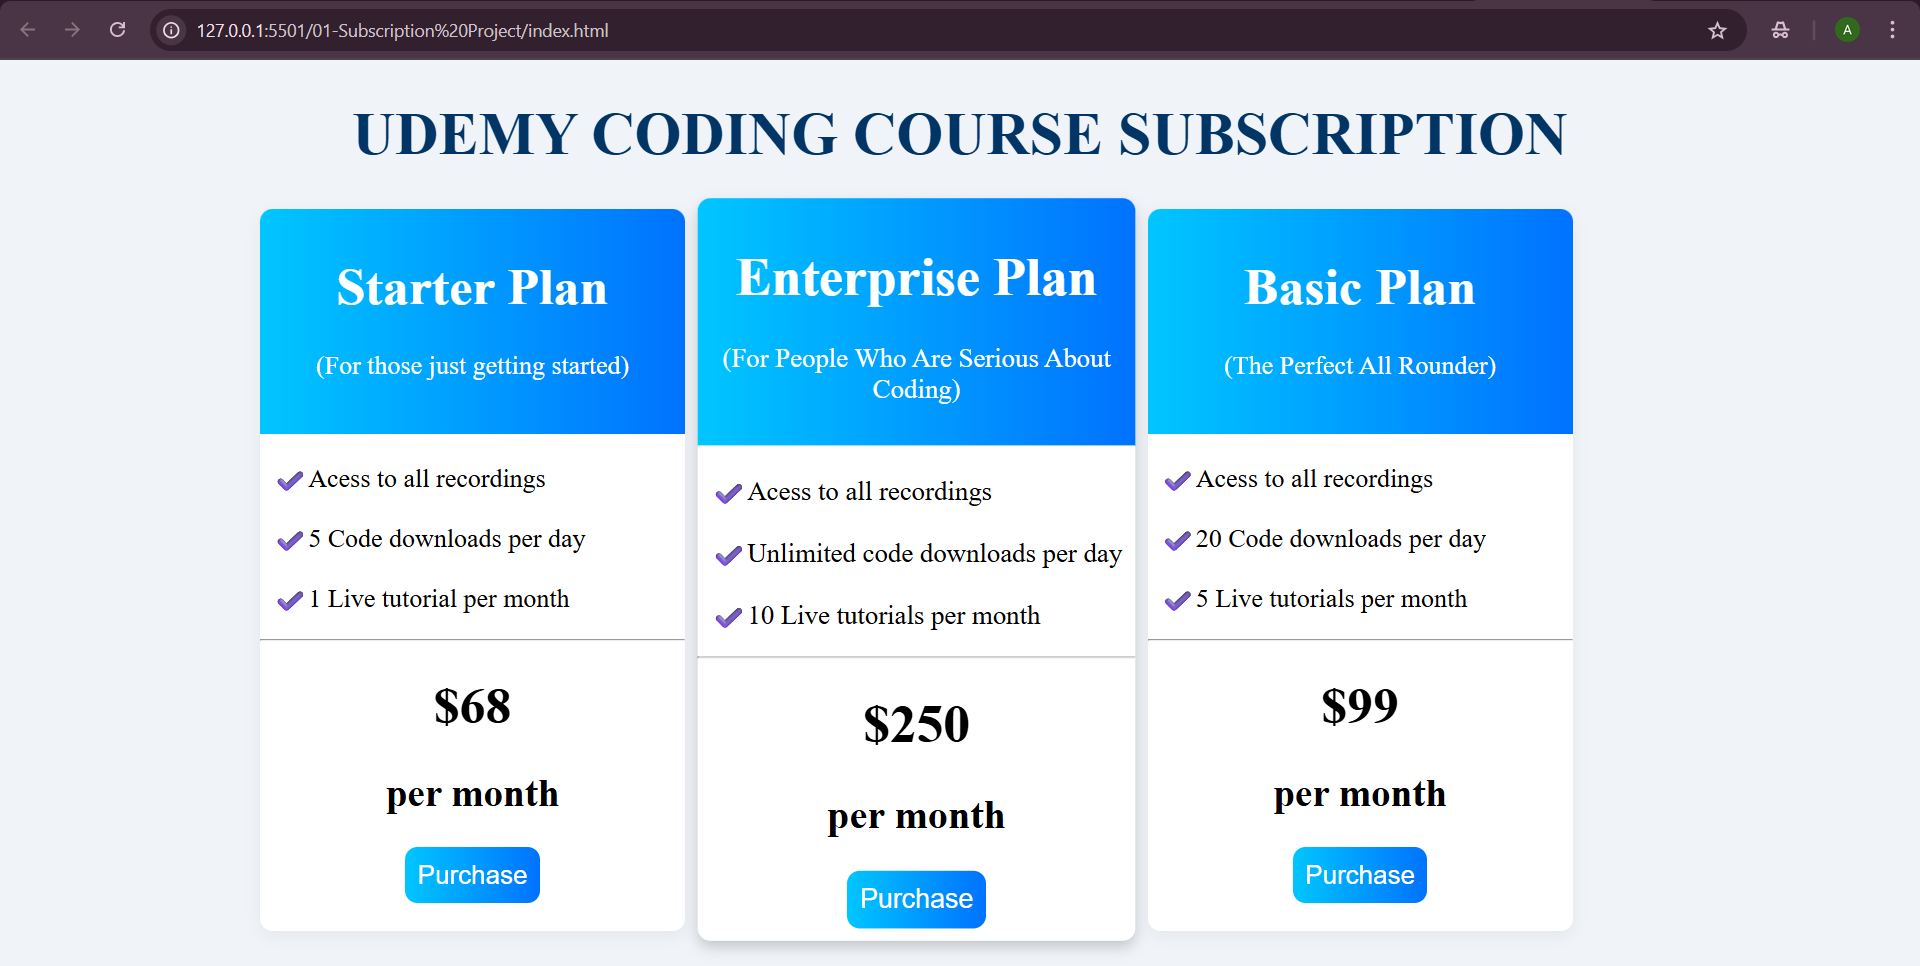 127.0.0.1:5501/01-Subscription%20Project/index.html
A
UDEMY CODING COURSE SUBSCRIPTION
Starter Plan
(For those just getting started)
Acess to all recordings
5 Code downloads per day
1 Live tutorial per month
$68
per month
Purchase
Enterprise Plan
(For People Who Are Serious About
Coding)
Acess to all recordings
Unlimited code downloads per day
10 Live tutorials per month
$250
per month
Purchase
Basic Plan
(The Perfect All Rounder)
Acess to all recordings
20 Code downloads per day
5 Live tutorials per month
$99
per month
Purchase